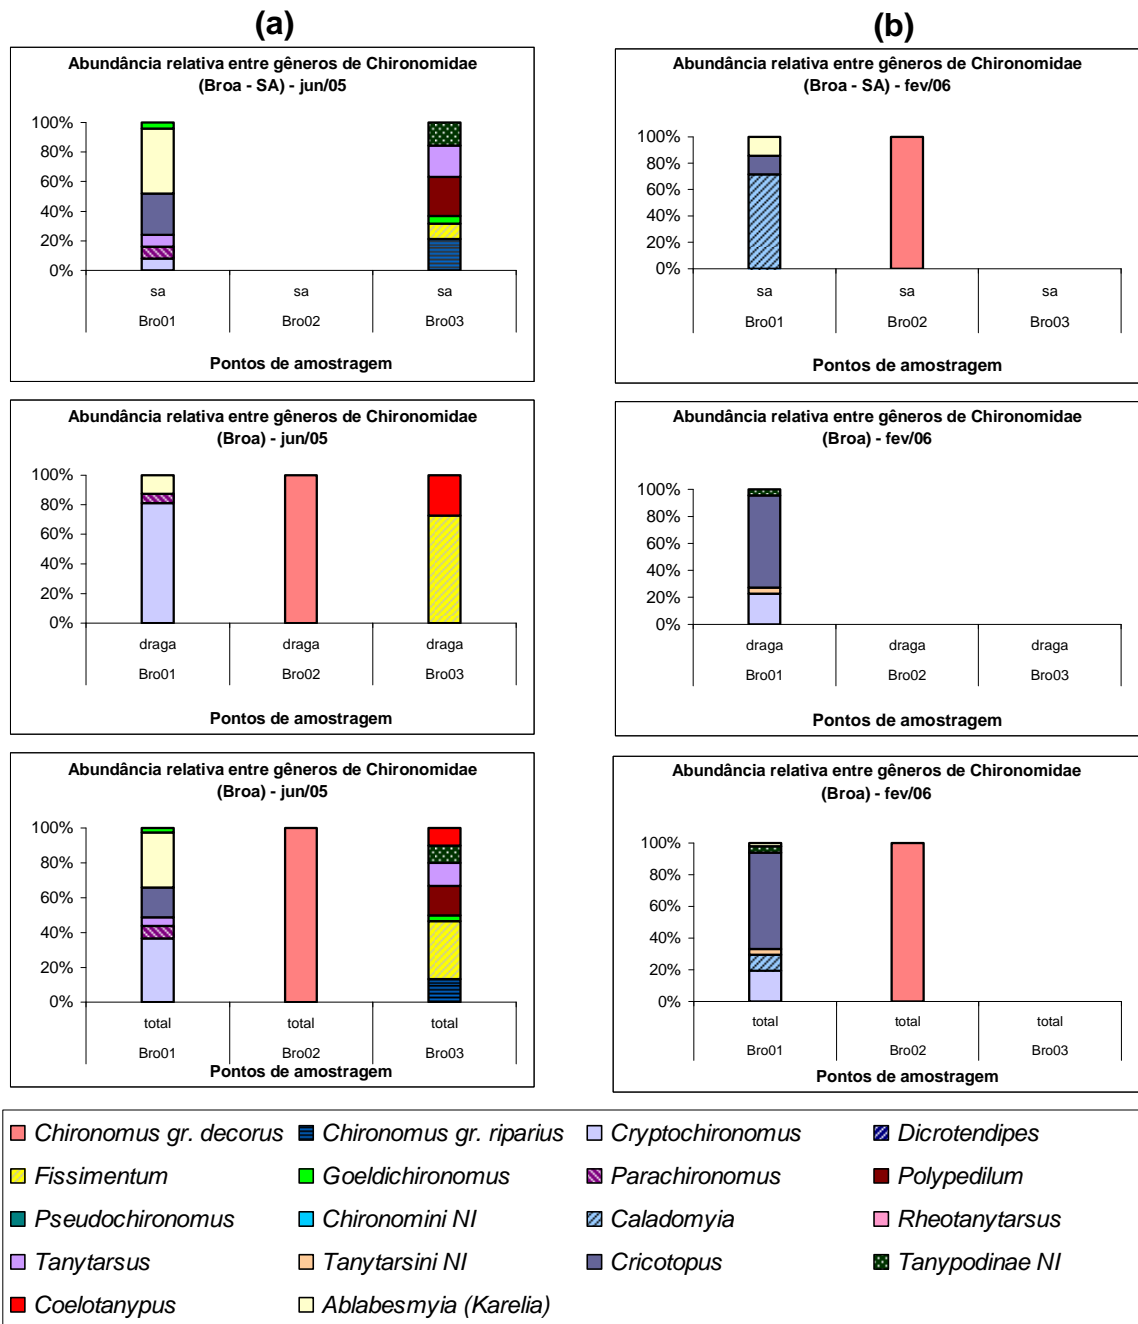 (a)
Abundância relativa entre gêneros de Chironomidae
(Broa - SA) - jun/05
100%
80%
60%
40%
20%
0%
sa sa sa
Bro01 Bro02 Bro03
Pontos de amostragem
Abundância relativa entre gêneros de Chironomidae
(Broa) - jun/05
100%
80%
60%
40%
20%
0%
draga draga draga
Bro01 Bro02 Bro03
Pontos de amostragem
Abundância relativa entre gêneros de Chironomidae
(Broa) - jun/05
100%
80%
60%
40%
20%
0%
total total total
Bro01 Bro02 Bro03
Pontos de amostragem
(b)
Abundância relativa entre gêneros de Chironomidae
(Broa - SA) - fev/06
100%
80%
60%
40%
20%
0%
sa sa sa
Bro01 Bro02 Bro03
Pontos de amostragem
Abundância relativa entre gêneros de Chironomidae
(Broa) - fev/06
100%
80%
60%
40%
20%
0%
draga draga draga
Bro01 Bro02 Bro03
Pontos de amostragem
Abundância relativa entre gêneros de Chironomidae
(Broa) - fev/06
100%
80%
60%
40%
20%
0%
total total total
Bro01 Bro02 Bro03
Pontos de amostragem
Chironomus gr. decorus Chironomus gr. riparius Cryptochironomus Dicrotendipes
Fissimentum Goeldichironomus Parachironomus Polypedilum
Pseudochironomus Chironomini NI Caladomyia Rheotanytarsus
Tanytarsus Tanytarsini NI Cricotopus Tanypodinae NI
Coelotanypus Ablabesmyia (Karelia)